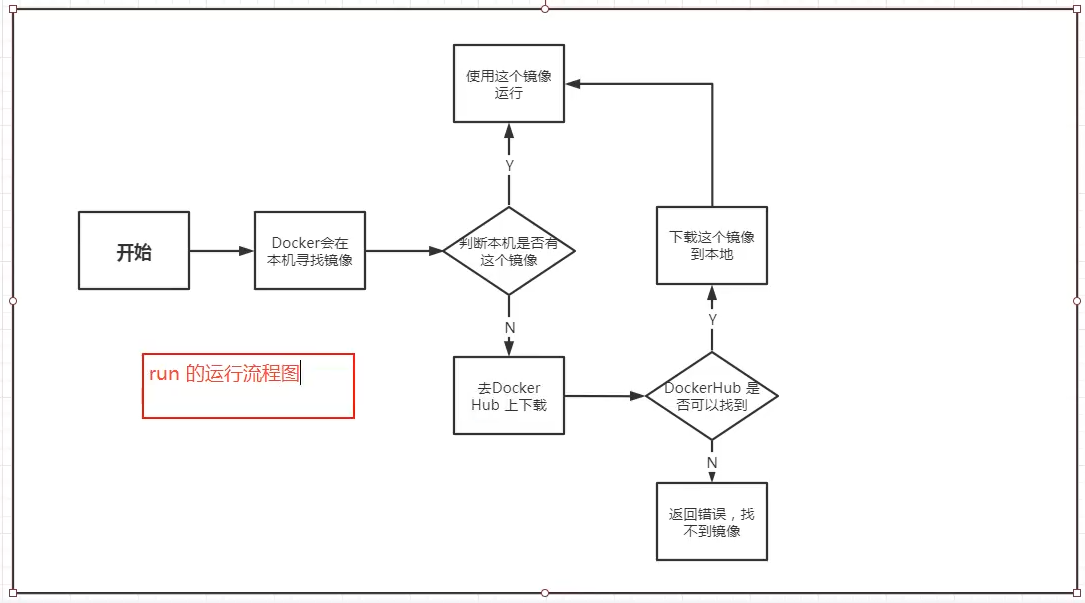 使用这个镜像
运行
Y
开始
Docker会在
本机寻找镜像
判断本机是否有
这个镜像
下载这个镜像
到本地
N
Y
run 的运行流程图
去Docker
Hub 上下载
DockerHub 是
否可以找到
N
返回错误，找
不到镜像